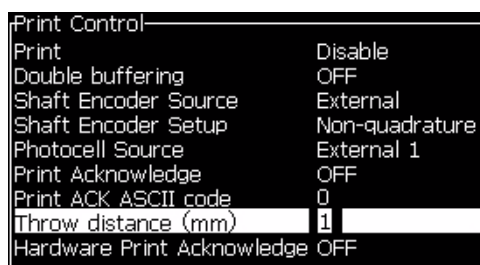 Print Control
Print Disable
Double buffering OFF
Shaft Encoder Source External
Shaft Encoder Setup Non-quadrature
Photocell Source External 1
Print Acknowledge OFF
Print ACK ASCII code 0
Throw distance (mm) 1
Hardware Print Acknowledge OFF